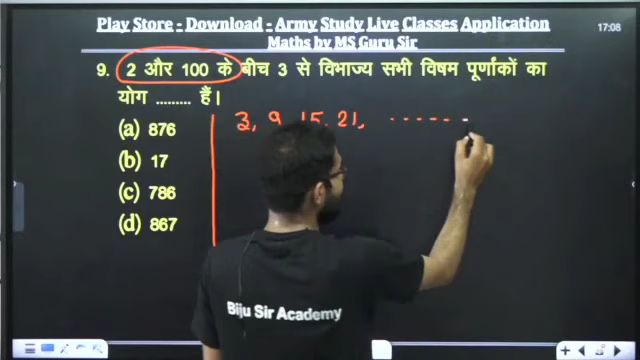 Play Store - Download - Army Study Live Classes Application
Maths by MS Guru Sir
17:08
9. 2 और 100 के बीच 3 से विभाज्य सभी विषम पूर्णांकों का
योग ......... हैं।
(a) 876
(b) 17
(c) 786
(d) 867
3, 9, 15, 21, ......
Biju Sir Academy